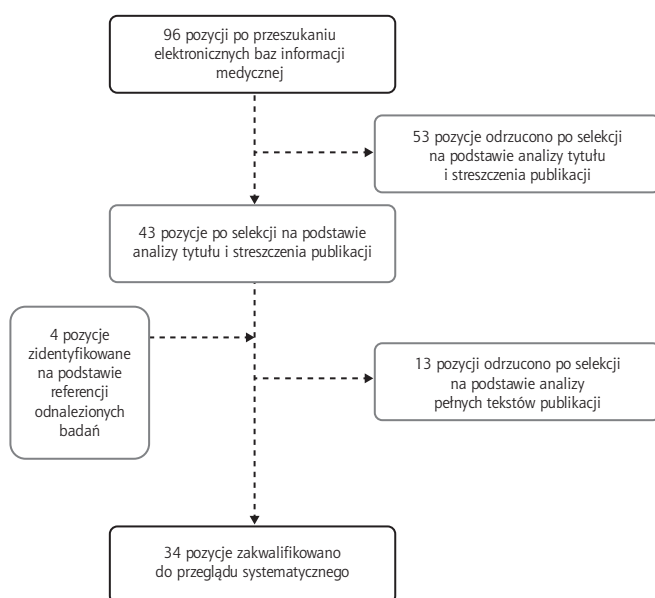 96 pozycji po przeszukaniu
elektronicznych baz informacji
medycznej
53 pozycje odrzucono po selekcji
na podstawie analizy tytułu
i streszczenia publikacji
43 pozycje po selekcji na podstawie
analizy tytułu i streszczenia publikacji
4 pozycje
zidentyfikowane
na podstawie
referencji
odnalezionych
badań
13 pozycji odrzucono po selekcji
na podstawie analizy
pełnych tekstów publikacji
34 pozycje zakwalifikowano
do przeglądu systematycznego